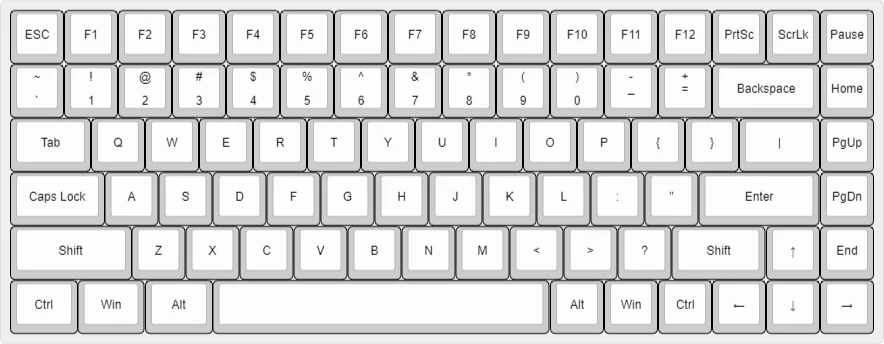 ESC F1 F2 F3 F4 F5 F6 F7 F8 F9 F10 F11 F12 PrtSc ScrLk Pause
~ ! @ # $ % ^ & * ( ) - +
` 1 2 3 4 5 6 7 8 9 0 _ = Backspace Home
Tab Q W E R T Y U I O P { } | PgUp
Caps Lock A S D F G H J K L : " Enter PgDn
Shift Z X C V B N M < > ? Shift ↑ End
Ctrl Win Alt Alt Win Ctrl ← ↓ →